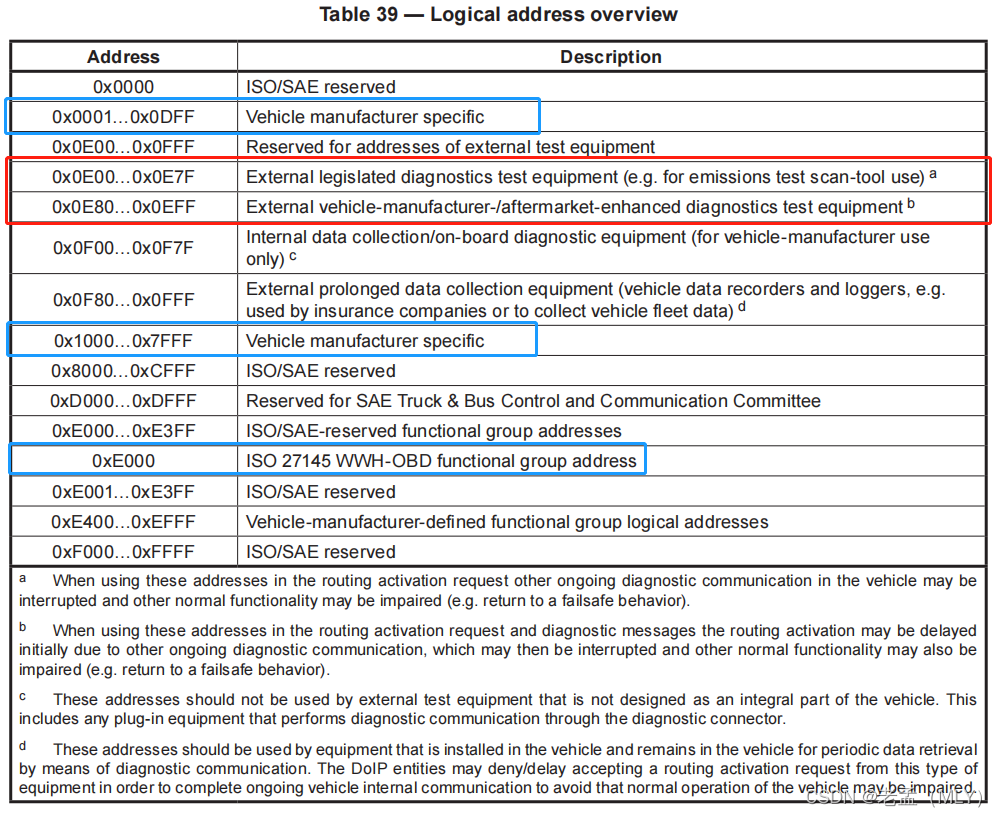 Table 39 — Logical address overview
Address Description
0x0000 ISO/SAE reserved
0x0001…0x0DFF Vehicle manufacturer specific
0x0E00…0x0FFF Reserved for addresses of external test equipment
0x0E00…0x0E7F External legislated diagnostics test equipment (e.g. for emissions test scan-tool use) a
0x0E80…0x0EFF External vehicle-manufacturer-/aftermarket-enhanced diagnostics test equipment b
0x0F00…0x0F7F Internal data collection/on-board diagnostic equipment (for vehicle-manufacturer use
only) c
0x0F80…0x0FFF External prolonged data collection equipment (vehicle data recorders and loggers, e.g.
used by insurance companies or to collect vehicle fleet data) d
0x1000…0x7FFF Vehicle manufacturer specific
0x8000…0xCFFF ISO/SAE reserved
0xD000…0xDFFF Reserved for SAE Truck & Bus Control and Communication Committee
0xE000…0xE3FF ISO/SAE-reserved functional group addresses
0xE000 ISO 27145 WWH-OBD functional group address
0xE001…0xE3FF ISO/SAE reserved
0xE400…0xEFFF Vehicle-manufacturer-defined functional group logical addresses
0xF000…0xFFFF ISO/SAE reserved
a When using these addresses in the routing activation request other ongoing diagnostic communication in the vehicle may be
interrupted and other normal functionality may be impaired (e.g. return to a failsafe behavior).
b When using these addresses in the routing activation request and diagnostic messages the routing activation may be delayed
initially due to other ongoing diagnostic communication, which may then be interrupted and other normal functionality may also be
impaired (e.g. return to a failsafe behavior).
c These addresses should not be used by external test equipment that is not designed as an integral part of the vehicle. This
includes any plug-in equipment that performs diagnostic communication through the diagnostic connector.
d These addresses should be used by equipment that is installed in the vehicle and remains in the vehicle for periodic data retrieval
by means of diagnostic communication. The DoIP entities may deny/delay accepting a routing activation request from this type of
equipment in order to complete ongoing vehicle internal communication to avoid that normal operation of the vehicle may be impaired.
CSDN @老孟 (MLY)